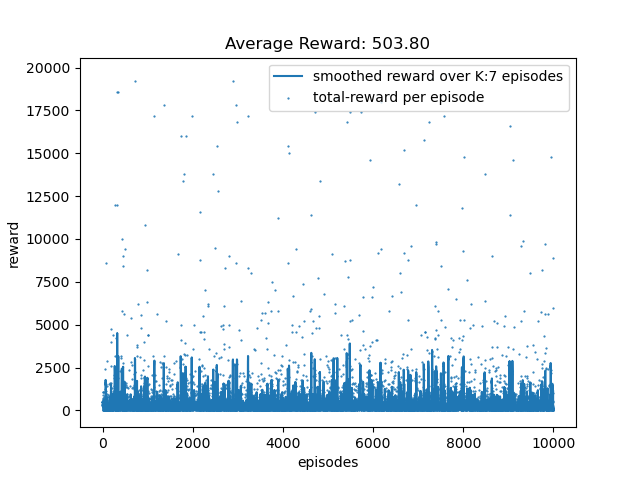 Average Reward: 503.80
smoothed reward over K:7 episodes
total-reward per episode
reward
20000
17500
15000
12500
10000
7500
5000
2500
0
0 2000 4000 6000 8000 10000
episodes